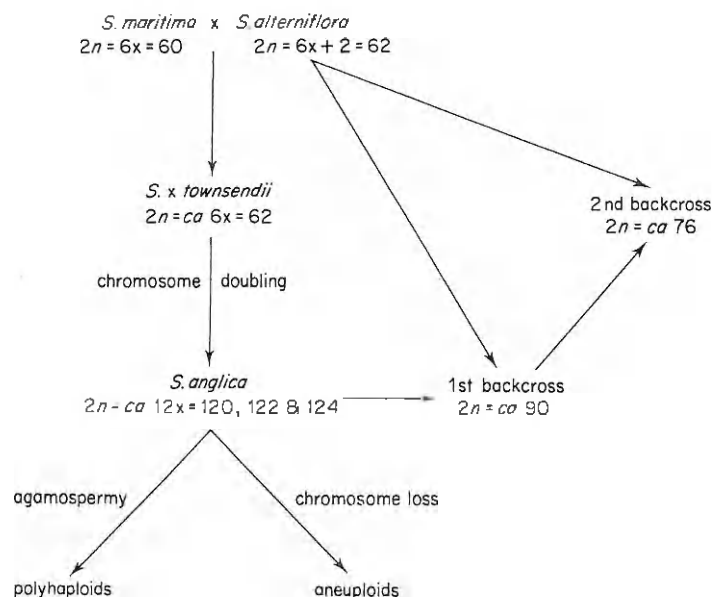 S. maritima x S. alterniflora
2n = 6x = 60 2n = 6x + 2 = 62
S. x townsendii
2n = ca 6x = 62
2nd backcross
2n = ca 76
chromosome doubling
S. anglica
2n - ca 12x = 120, 122 & 124
1st backcross
2n = ca 90
agamospermy
chromosome loss
polyhaploids
aneuploids